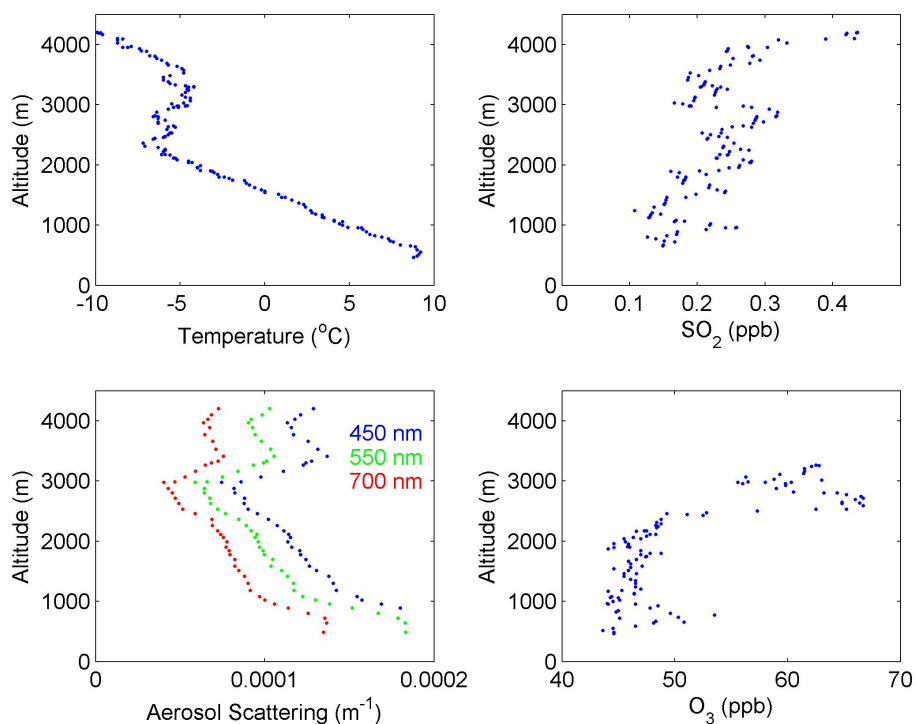 4000
3000
2000
1000
0
Altitude (m)
-10 -5 0 5 10
Temperature (°C)
4000
3000
2000
1000
0
Altitude (m)
0 0.1 0.2 0.3 0.4
SO₂ (ppb)
4000
3000
2000
1000
0
Altitude (m)
450 nm
550 nm
700 nm
0 0.0001 0.0002
Aerosol Scattering (m⁻¹)
4000
3000
2000
1000
0
Altitude (m)
40 50 60 70
O₃ (ppb)